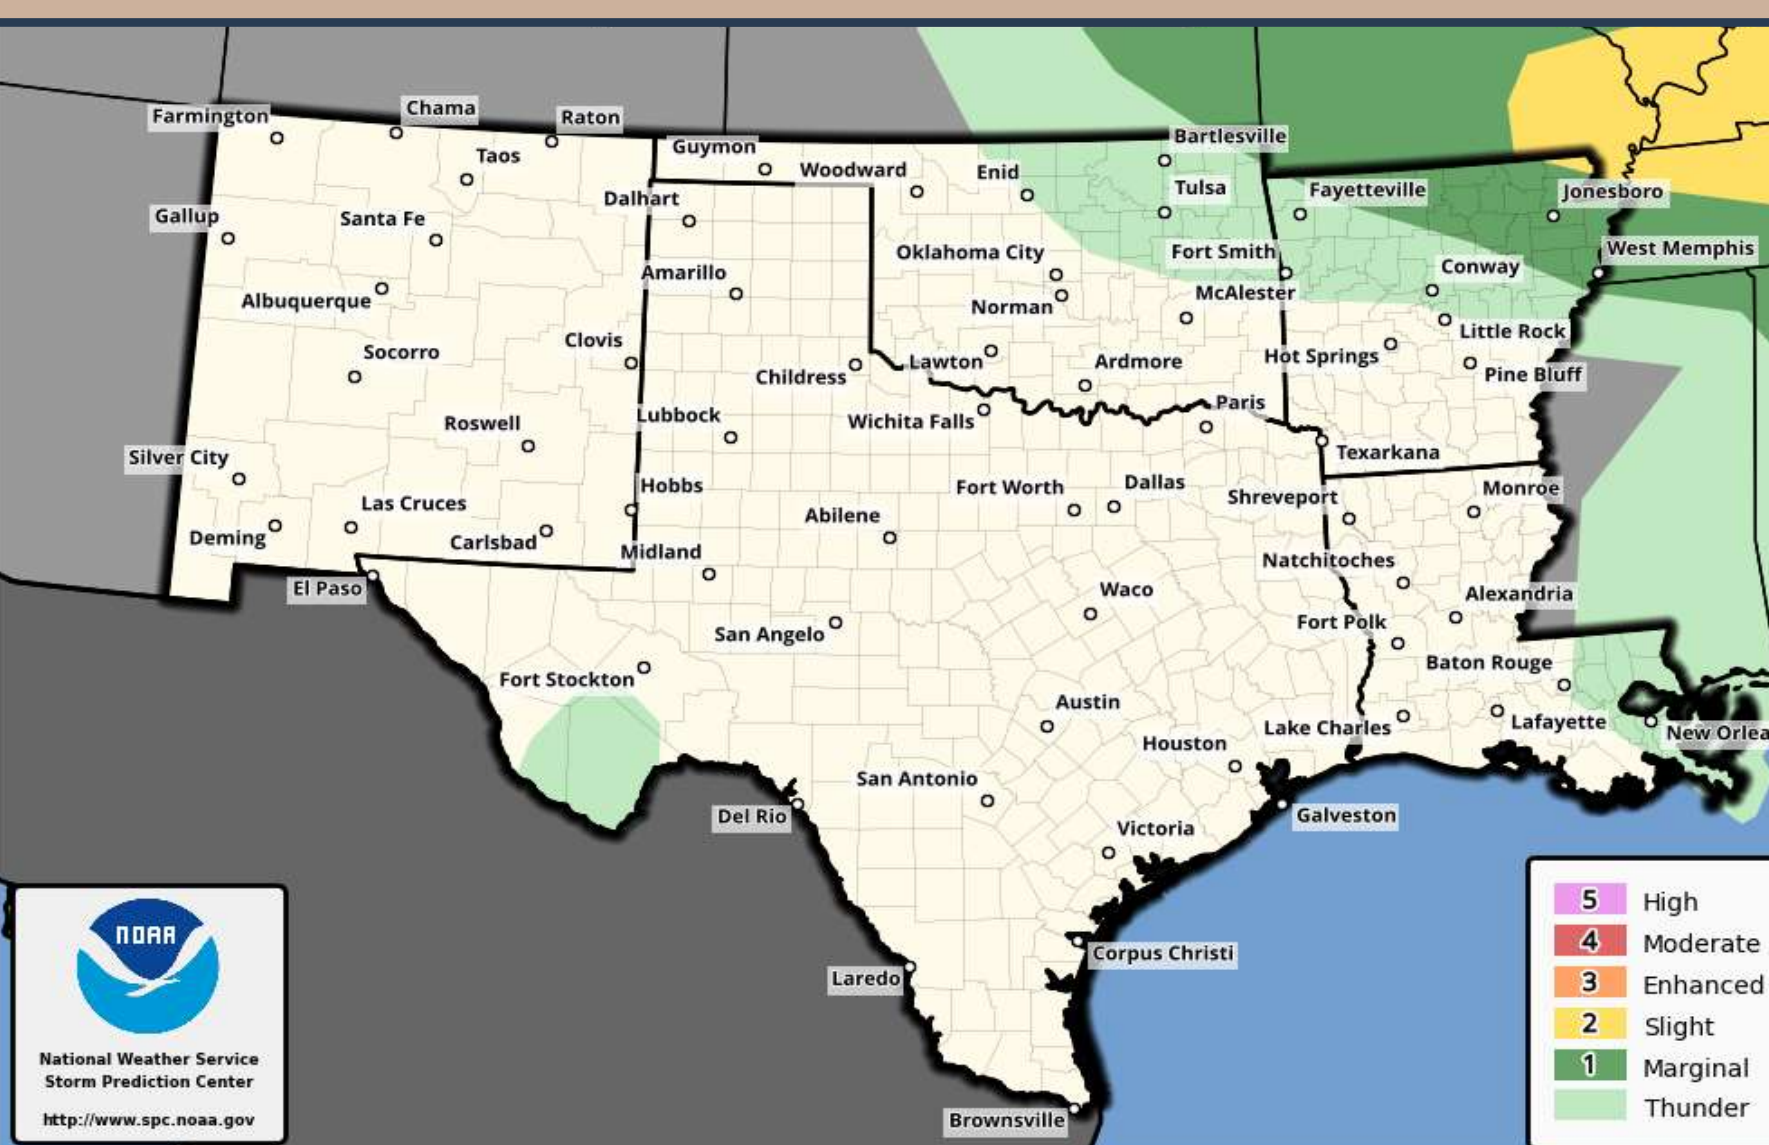 Farmington
Chama
Raton
Taos
Guymon
Woodward
Enid
Bartlesville
Tulsa
Fayetteville
Jonesboro
Gallup
Santa Fe
Dalhart
Oklahoma City
Fort Smith
Conway
West Memphis
Albuquerque
Amarillo
Norman
McAlester
Little Rock
Socorro
Clovis
Childress
Lawton
Ardmore
Hot Springs
Pine Bluff
Roswell
Lubbock
Wichita Falls
Paris
Texarkana
Silver City
Las Cruces
Hobbs
Abilene
Fort Worth
Dallas
Shreveport
Monroe
Deming
Carlsbad
Midland
Natchitoches
El Paso
San Angelo
Waco
Fort Polk
Alexandria
Fort Stockton
Austin
Baton Rouge
Houston
Lake Charles
Lafayette
New Orlea
San Antonio
Del Rio
Victoria
Galveston
Laredo
Corpus Christi
Brownsville
NOAA
National Weather Service
Storm Prediction Center
http://www.spc.noaa.gov
5 High
4 Moderate
3 Enhanced
2 Slight
1 Marginal
Thunder